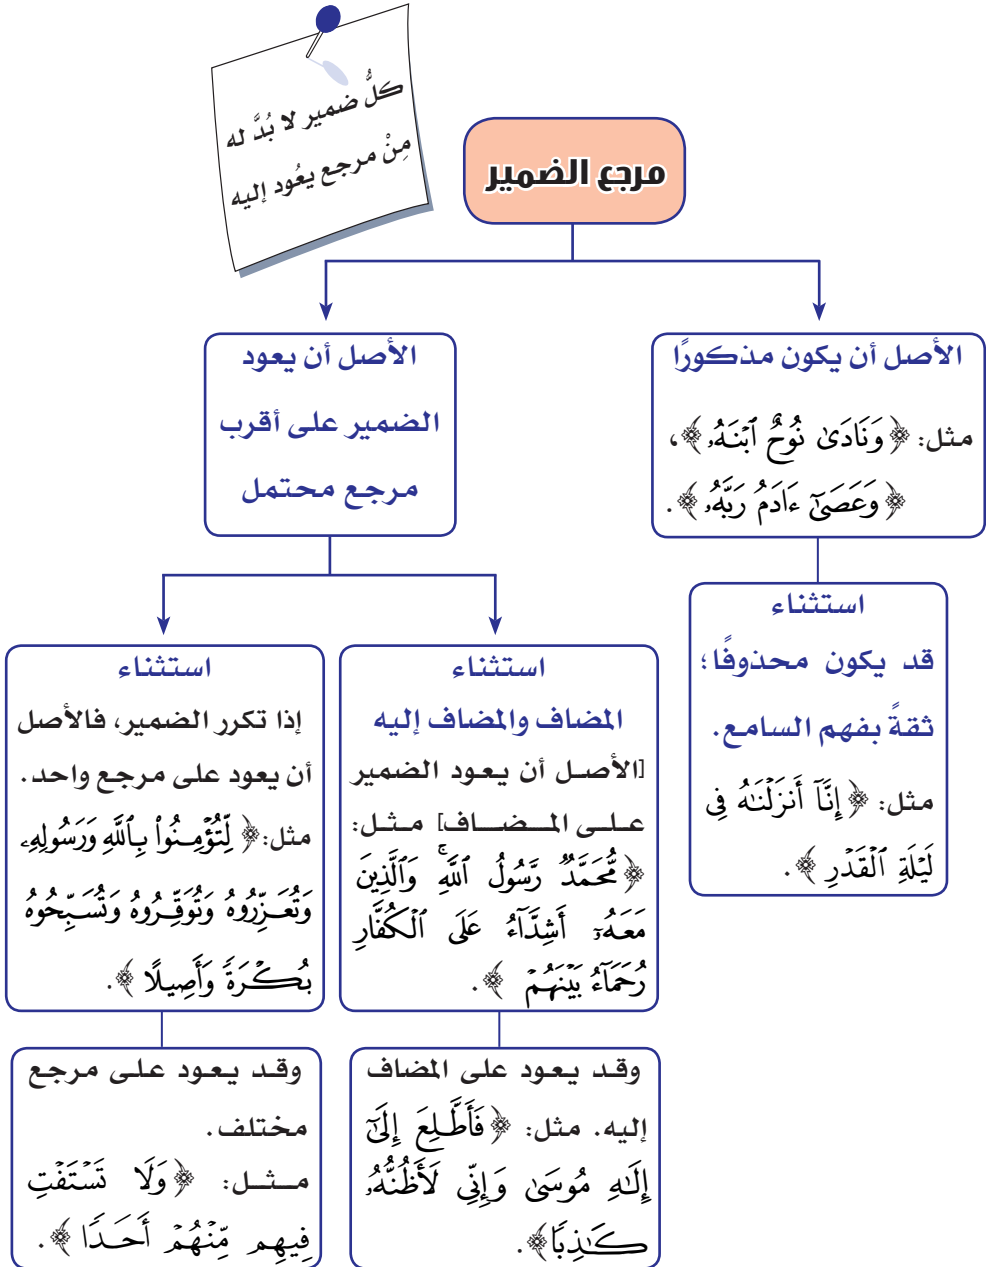 كلُّ ضمير لا بُدَّ له
مِنْ مرجع يعُود إليه
مرجع الضمير
الأصل أن يكون مذكورًا
مثل: ﴿وَنَادَىٰ نُوحٌ ٱبۡنَهُۥ﴾،
﴿وَعَصَىٰٓ ءَادَمُ رَبَّهُۥ﴾.
استثناء
قد يكون محذوفًا؛
ثقةً بفهم السامع.
مثل: ﴿إِنَّآ أَنزَلۡنَٰهُ فِي
لَيۡلَةِ ٱلۡقَدۡرِ﴾.
الأصل أن يعود
الضمير على أقرب
مرجع محتمل
استثناء
المضاف والمضاف إليه
[الأصل أن يعود الضمير
على المضاف] مثل:
﴿مُّحَمَّدٞ رَّسُولُ ٱللَّهِۚ وَٱلَّذِينَ
مَعَهُۥٓ أَشِدَّآءُ عَلَى ٱلۡكُفَّارِ
رُحَمَآءُ بَيۡنَهُمۡ﴾.
وقد يعود على المضاف
إليه. مثل: ﴿فَأَطَّلِعَ إِلَىٰٓ
إِلَٰهِ مُوسَىٰ وَإِنِّي لَأَظُنُّهُۥ
كَٰذِبٗا﴾.
استثناء
إذا تكرر الضمير، فالأصل
أن يعود على مرجع واحد.
مثل:﴿لِّتُؤۡمِنُواْ بِٱللَّهِ وَرَسُولِهِۦ
وَتُعَزِّرُوهُ وَتُوَقِّرُوهُ وَتُسَبِّحُوهُ
بُكۡرَةٗ وَأَصِيلًا﴾.
وقد يعود على مرجع
مختلف.
مثل: ﴿وَلَا تَسۡتَفۡتِ
فِيهِم مِّنۡهُمۡ أَحَدٗا﴾.